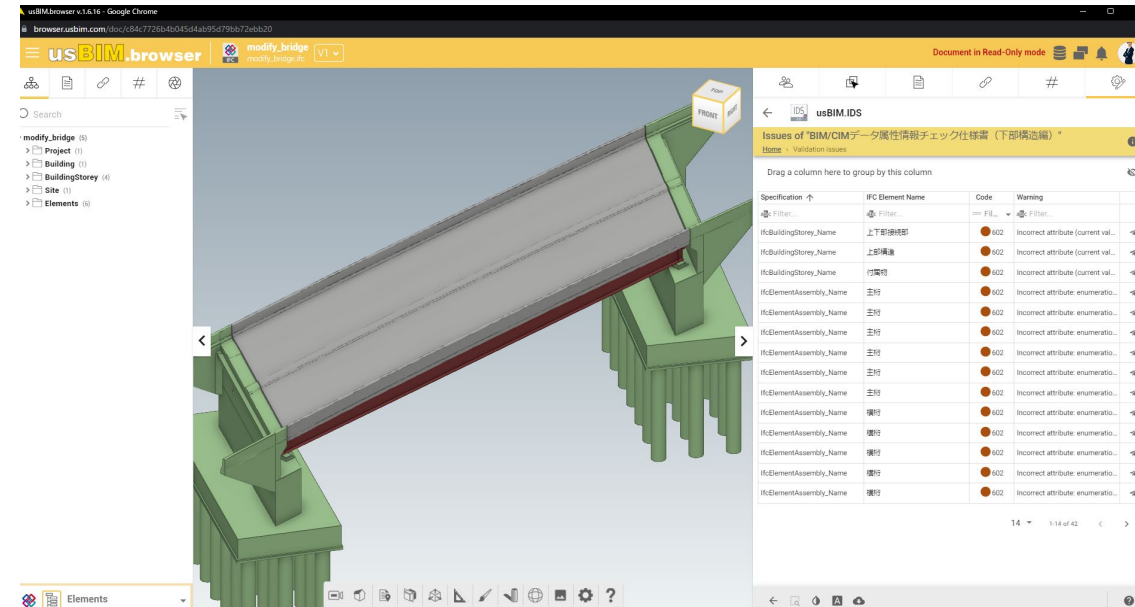 usBIM.browser v.1.6.16 - Google Chrome
browser.usbim.com/doc/c84c7726b4b045d4ab95d79bb72ebb20
usBIM.browser
IFC
modify_bridge
modify_bridge.ifc
V1
Document in Read-Only mode
Search
modify_bridge (5)
Project (1)
Building (1)
BuildingStorey (4)
Site (1)
Elements (6)
TOP
FRONT
RIGHT
IDS usBIM.IDS
Issues of "BIM/CIMデータ属性情報チェック仕様書（下部構造編）"
Home › Validation issues
Drag a column here to group by this column
Specification IFC Element Name Code Warning
Filter... Filter... Fil... Filter...
IfcBuildingStorey_Name 上下部接続部 602 Incorrect attribute (current val...
IfcBuildingStorey_Name 上部構造 602 Incorrect attribute (current val...
IfcBuildingStorey_Name 付属物 602 Incorrect attribute (current val...
IfcElementAssembly_Name 主桁 602 Incorrect attribute: enumeratio...
IfcElementAssembly_Name 主桁 602 Incorrect attribute: enumeratio...
IfcElementAssembly_Name 主桁 602 Incorrect attribute: enumeratio...
IfcElementAssembly_Name 主桁 602 Incorrect attribute: enumeratio...
IfcElementAssembly_Name 主桁 602 Incorrect attribute: enumeratio...
IfcElementAssembly_Name 主桁 602 Incorrect attribute: enumeratio...
IfcElementAssembly_Name 横桁 602 Incorrect attribute: enumeratio...
IfcElementAssembly_Name 横桁 602 Incorrect attribute: enumeratio...
IfcElementAssembly_Name 横桁 602 Incorrect attribute: enumeratio...
IfcElementAssembly_Name 横桁 602 Incorrect attribute: enumeratio...
IfcElementAssembly_Name 横桁 602 Incorrect attribute: enumeratio...
14 1-14 of 42
Elements